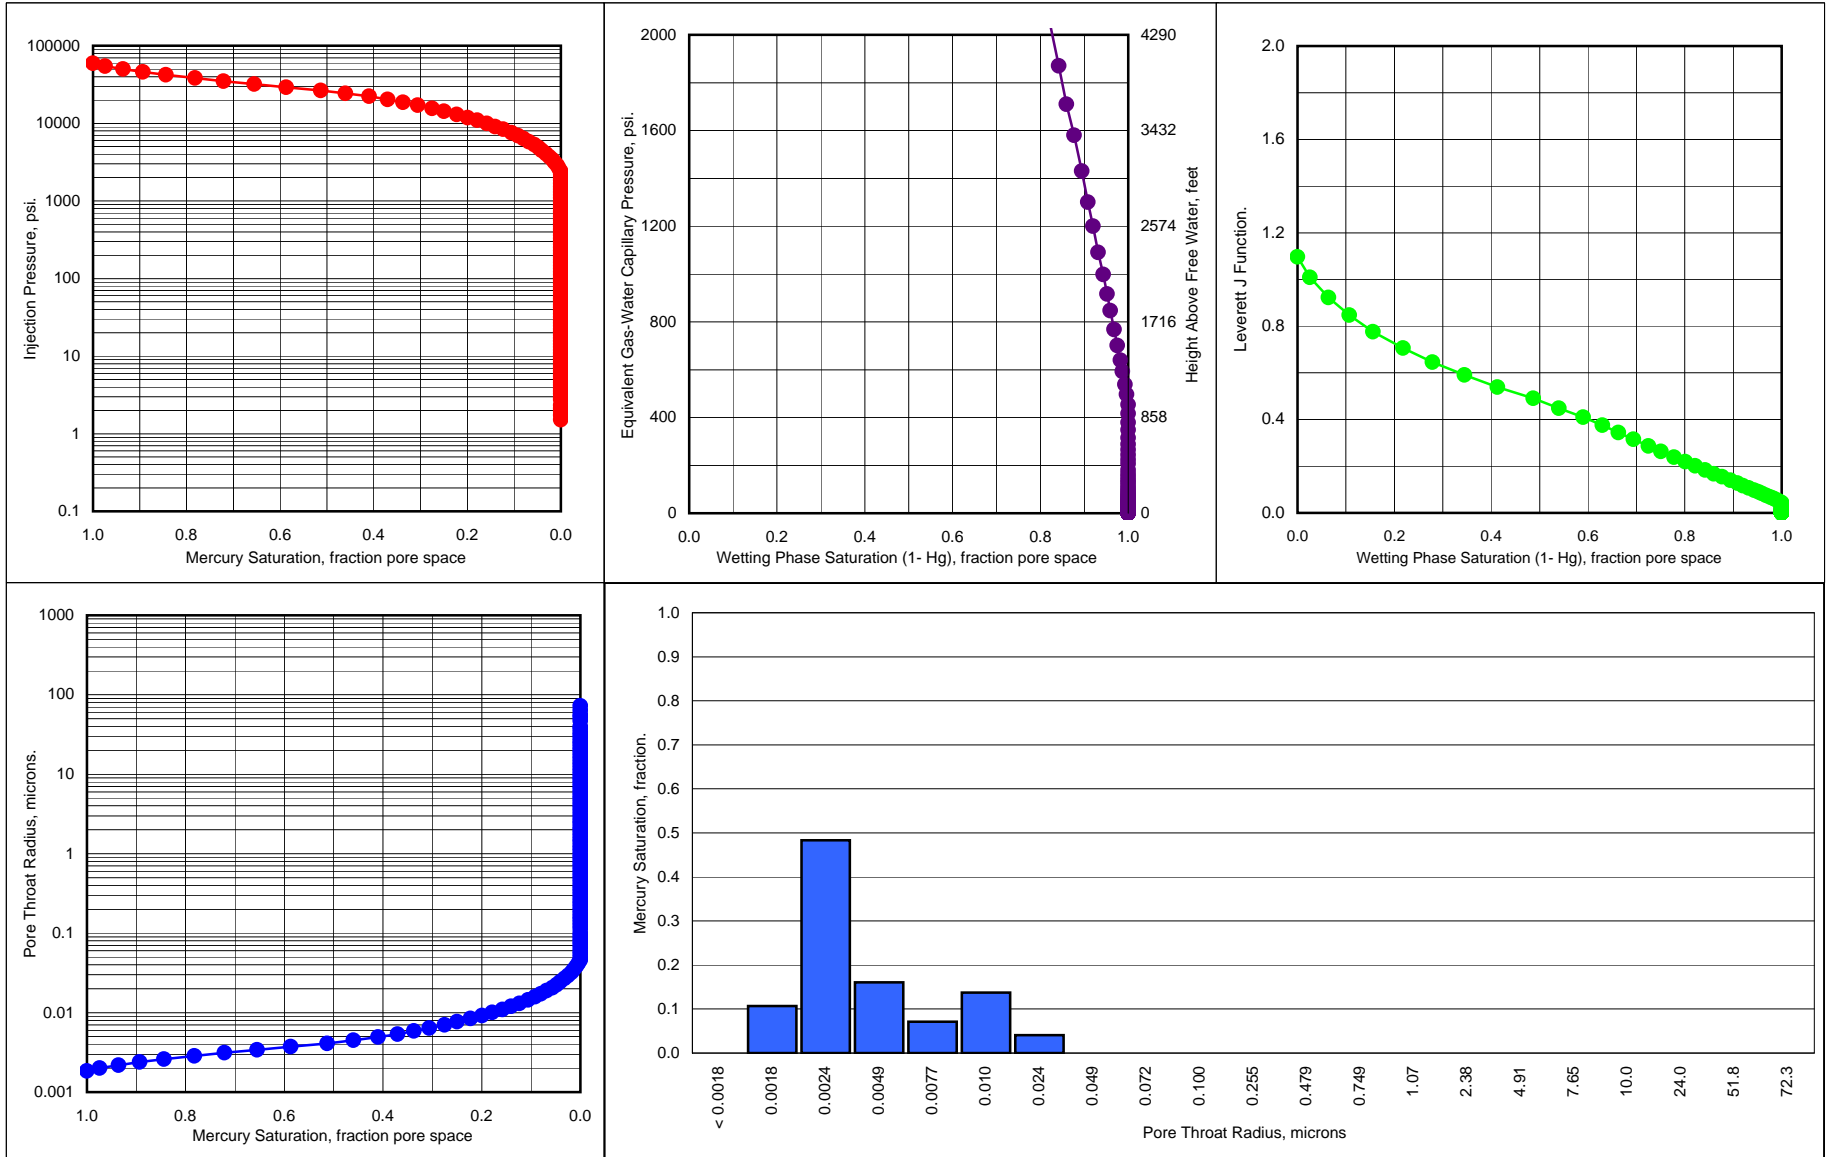 100000
10000
1000
100
10
1
0.1
Injection Pressure, psi.
1.0 0.8 0.6 0.4 0.2 0.0
Mercury Saturation, fraction pore space
2000
1600
1200
800
400
0
Equivalent Gas-Water Capillary Pressure, psi.
4290
3432
2574
1716
858
0
Height Above Free Water, feet
0.0 0.2 0.4 0.6 0.8 1.0
Wetting Phase Saturation (1- Hg), fraction pore space
2.0
1.6
1.2
0.8
0.4
0.0
Leverett J Function.
0.0 0.2 0.4 0.6 0.8 1.0
Wetting Phase Saturation (1- Hg), fraction pore space
1000
100
10
1
0.1
0.01
0.001
Pore Throat Radius, microns.
1.0 0.8 0.6 0.4 0.2 0.0
Mercury Saturation, fraction pore space
1.0
0.9
0.8
0.7
0.6
0.5
0.4
0.3
0.2
0.1
0.0
Mercury Saturation, fraction.
< 0.0018 0.0018 0.0024 0.0049 0.0077 0.010 0.024 0.049 0.072 0.100 0.255 0.479 0.7749 1.07 2.38 4.91 7.65 10.0 24.0 51.8 72.3
Pore Throat Radius, microns